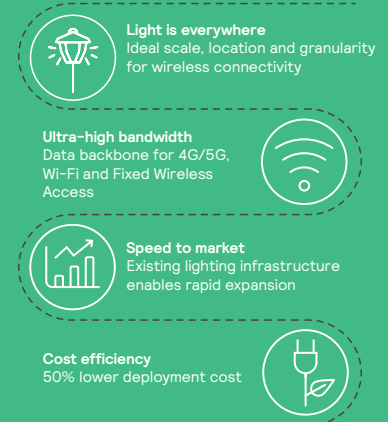 Light is everywhere
Ideal scale, location and granularity
for wireless connectivity
Ultra-high bandwidth
Data backbone for 4G/5G,
Wi-Fi and Fixed Wireless
Access
Speed to market
Existing lighting infrastructure
enables rapid expansion
Cost efficiency
50% lower deployment cost